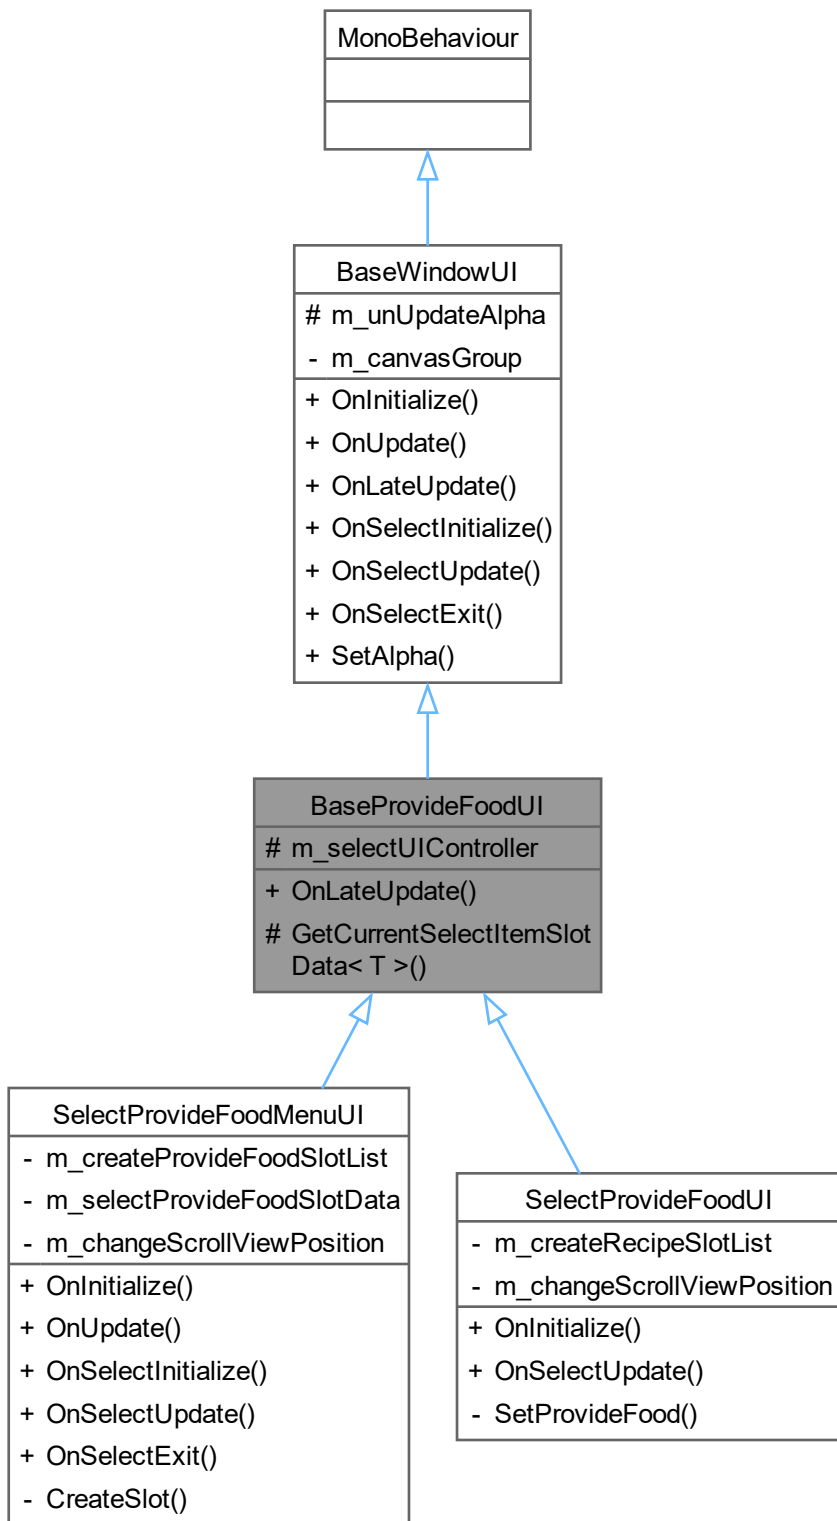 MonoBehaviour
BaseWindowUI
# m_unUpdateAlpha
- m_canvasGroup
+ OnInitialize()
+ OnUpdate()
+ OnLateUpdate()
+ OnSelectInitialize()
+ OnSelectUpdate()
+ OnSelectExit()
+ SetAlpha()
BaseProvideFoodUI
# m_selectUIController
+ OnLateUpdate()
# GetCurrentSelectItemSlot
Data< T >()
SelectProvideFoodMenuUI
- m_createProvideFoodSlotList
- m_selectProvideFoodSlotData
- m_changeScrollViewPosition
+ OnInitialize()
+ OnUpdate()
+ OnSelectInitialize()
+ OnSelectUpdate()
+ OnSelectExit()
- CreateSlot()
SelectProvideFoodUI
- m_createRecipeSlotList
- m_changeScrollViewPosition
+ OnInitialize()
+ OnSelectUpdate()
- SetProvideFood()